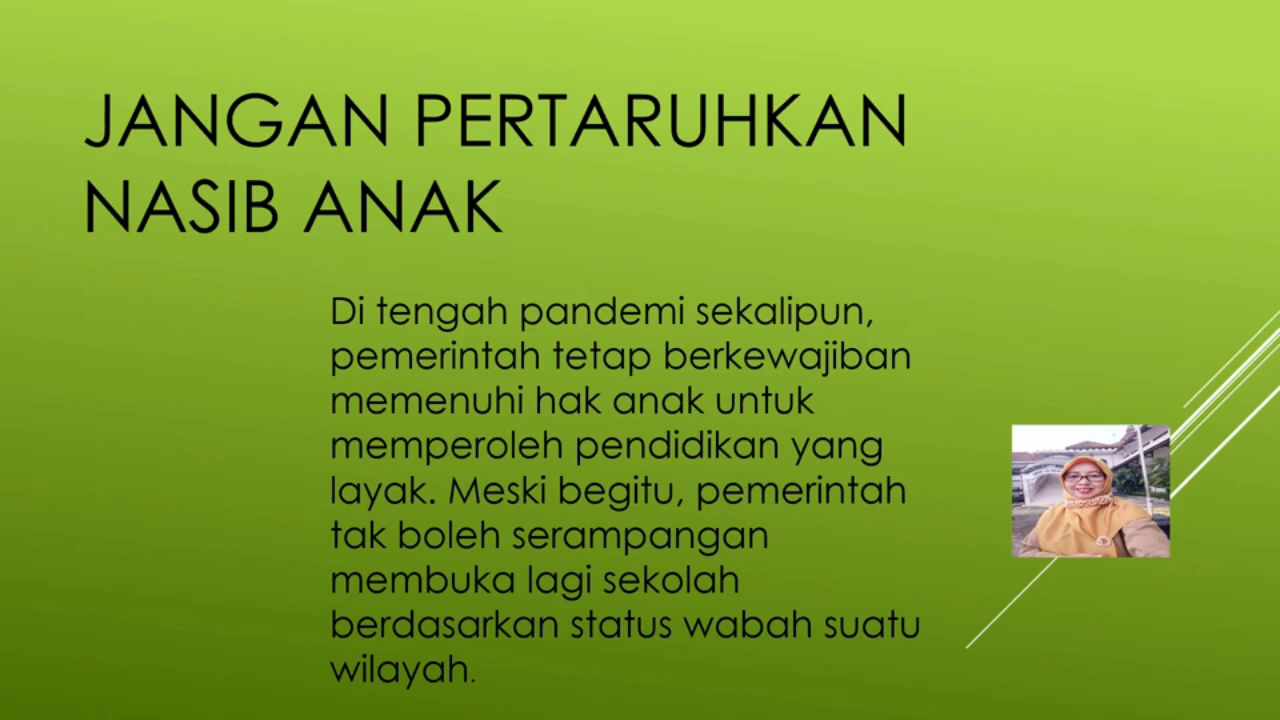 JANGAN PERTARUHKAN
NASIB ANAK
Di tengah pandemi sekalipun,
pemerintah tetap berkewajiban
memenuhi hak anak untuk
memperoleh pendidikan yang
layak. Meski begitu, pemerintah
tak boleh serampangan
membuka lagi sekolah
berdasarkan status wabah suatu
wilayah.